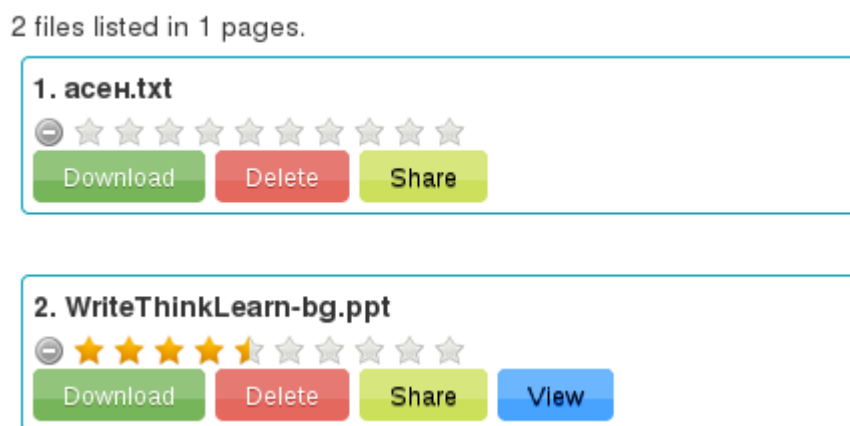 2 files listed in 1 pages.
1. асен.txt
Download Delete Share
2. WriteThinkLearn-bg.ppt
Download Delete Share View